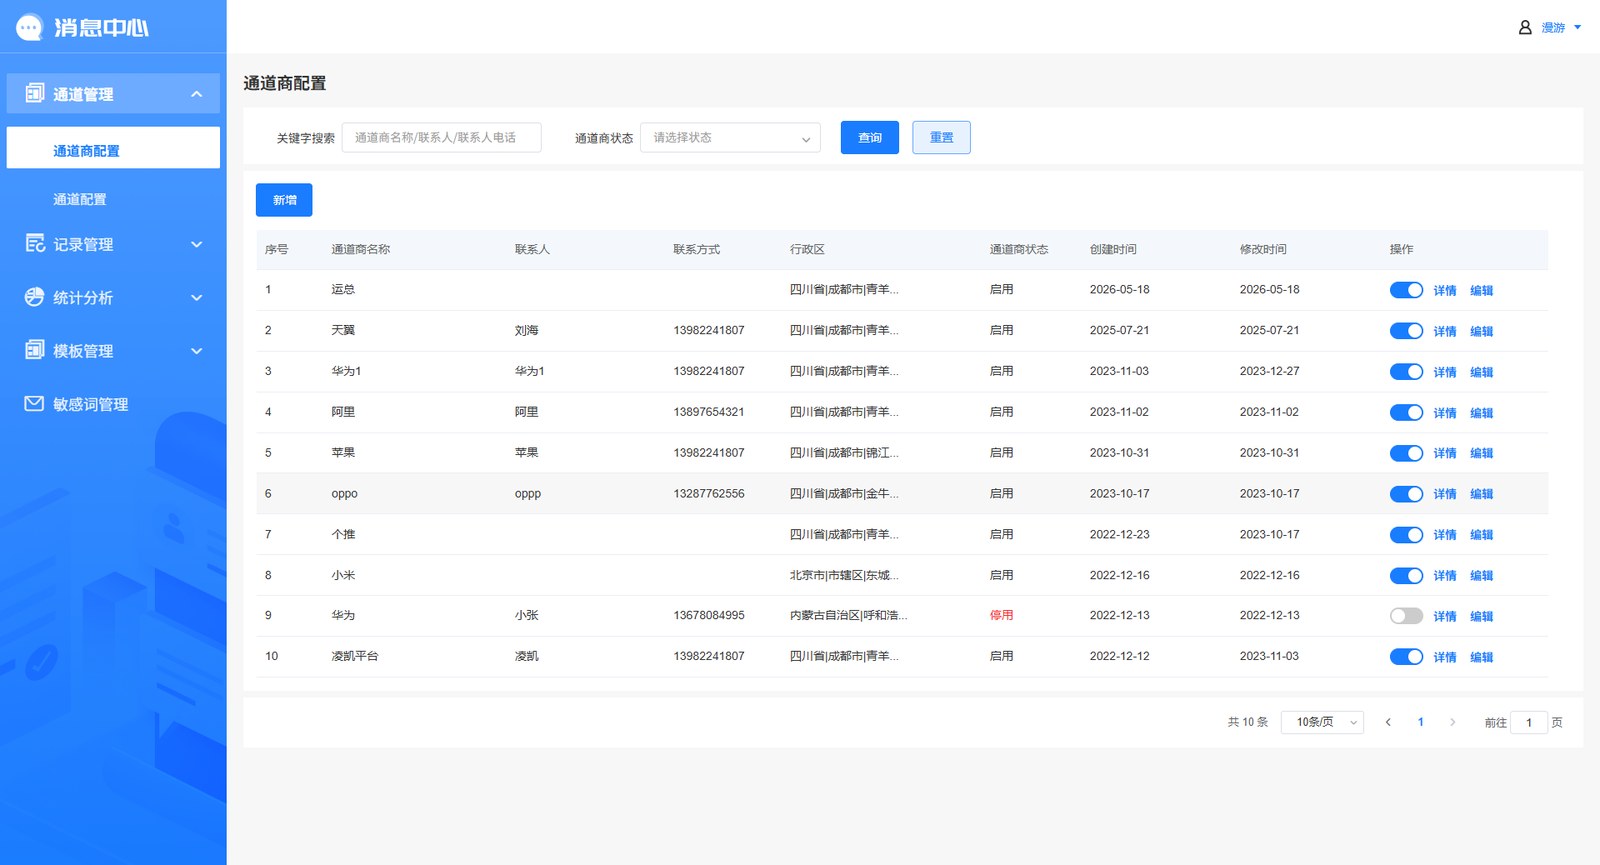 消息中心
漫游
通道管理
通道商配置
通道配置
记录管理
统计分析
模板管理
敏感词管理
通道商配置
关键字搜索 通道商名称/联系人/联系人电话 通道商状态 请选择状态 查询 重置
新增
序号 通道商名称 联系人 联系方式 行政区 通道商状态 创建时间 修改时间 操作
1 运总 四川省|成都市|青羊... 启用 2026-05-18 2026-05-18 详情 编辑
2 天翼 刘海 13982241807 四川省|成都市|青羊... 启用 2025-07-21 2025-07-21 详情 编辑
3 华为1 华为1 13982241807 四川省|成都市|青羊... 启用 2023-11-03 2023-12-27 详情 编辑
4 阿里 阿里 13897654321 四川省|成都市|青羊... 启用 2023-11-02 2023-11-02 详情 编辑
5 苹果 苹果 13982241807 四川省|成都市|锦江... 启用 2023-10-31 2023-10-31 详情 编辑
6 oppo oppp 13287762556 四川省|成都市|金牛... 启用 2023-10-17 2023-10-17 详情 编辑
7 个推 四川省|成都市|青羊... 启用 2022-12-23 2023-10-17 详情 编辑
8 小米 北京市|市辖区|东城... 启用 2022-12-16 2022-12-16 详情 编辑
9 华为 小张 13678084995 内蒙古自治区|呼和浩... 停用 2022-12-13 2022-12-13 详情 编辑
10 凌凯平台 凌凯 13982241807 四川省|成都市|青羊... 启用 2022-12-12 2023-11-03 详情 编辑
共 10 条 10条/页 1 前往 1 页